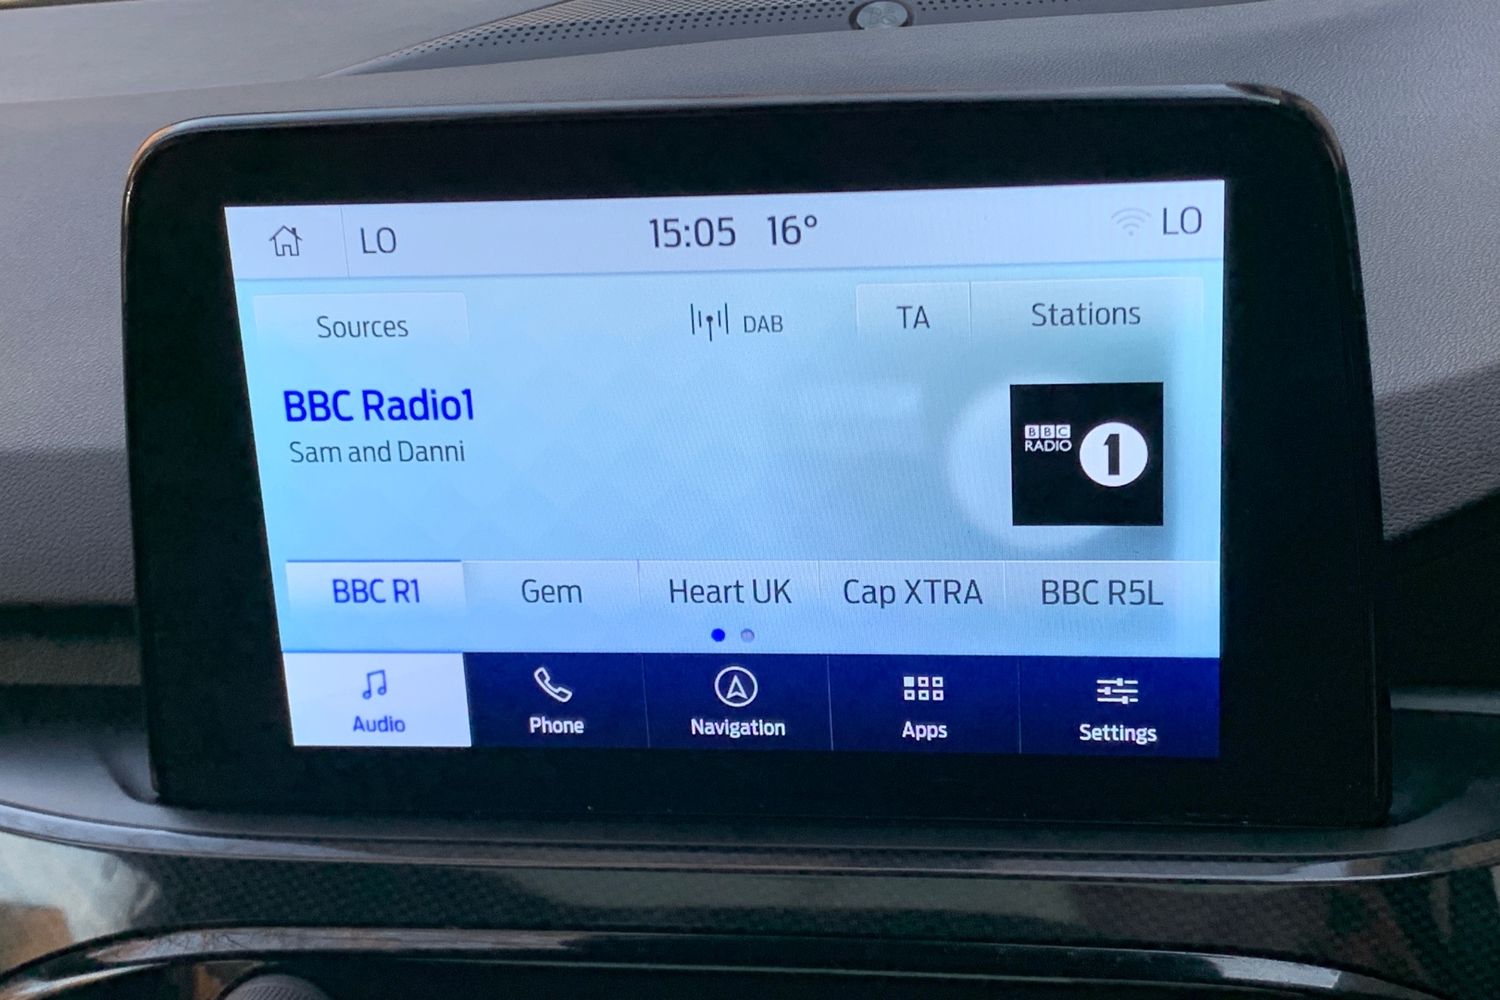 LO 15:05 16° LO
Sources DAB TA Stations
BBC Radio1
Sam and Danni
BBC
RADIO 1
BBC R1 Gem Heart UK Cap XTRA BBC R5L
Audio Phone Navigation Apps Settings